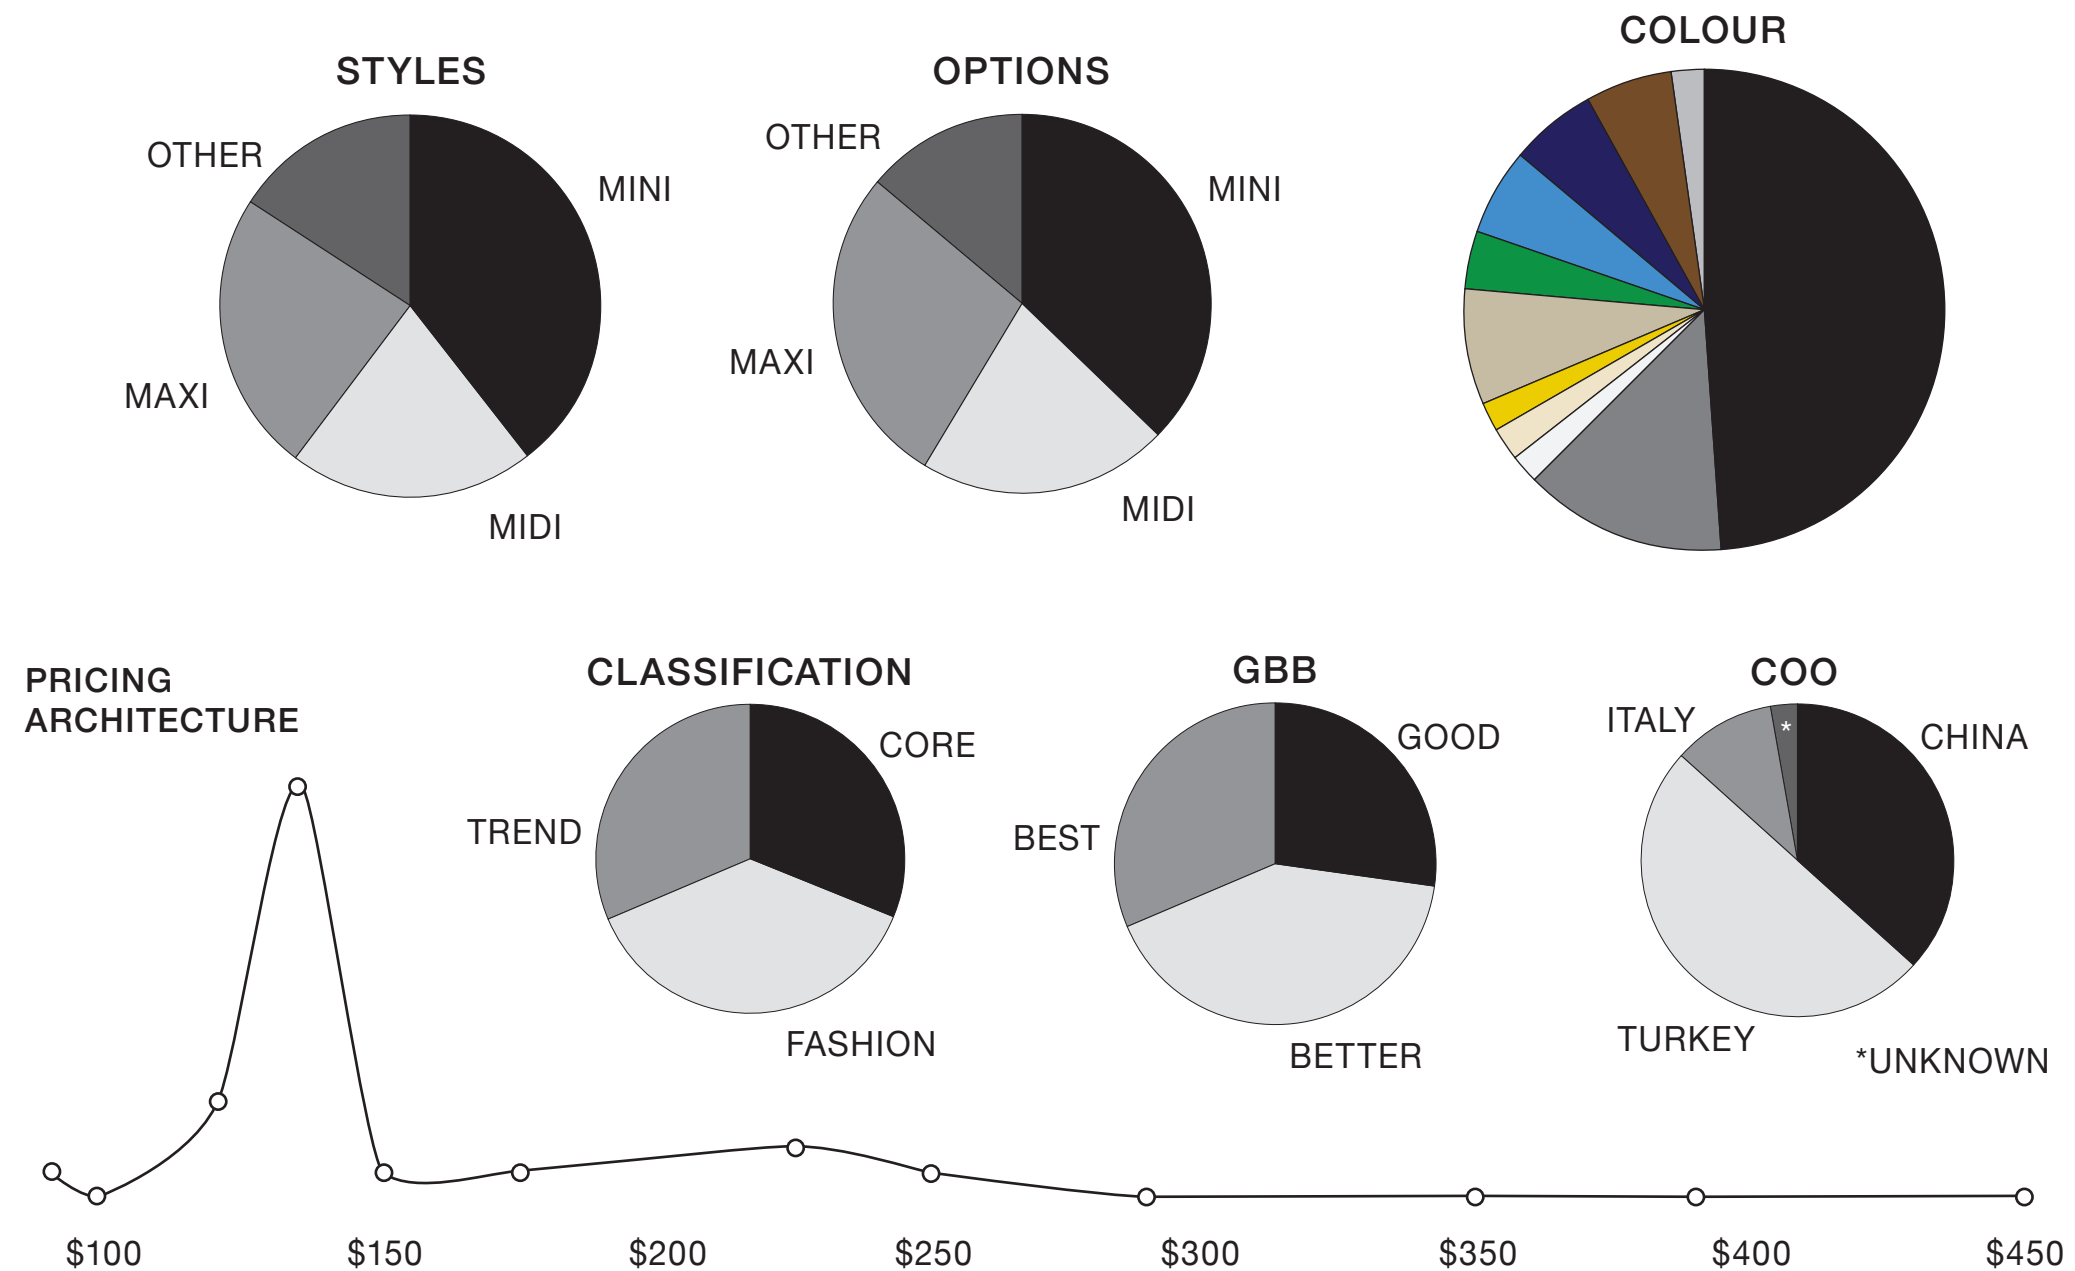 COLOUR
STYLES
OPTIONS
OTHER
MINI
MAXI
MIDI
OTHER
MINI
MAXI
MIDI
PRICING
ARCHITECTURE
CLASSIFICATION
CORE
TREND
FASHION
GBB
GOOD
BEST
BETTER
COO
ITALY
*
CHINA
TURKEY
*UNKNOWN
$100 $150 $200 $250 $300 $350 $400 $450